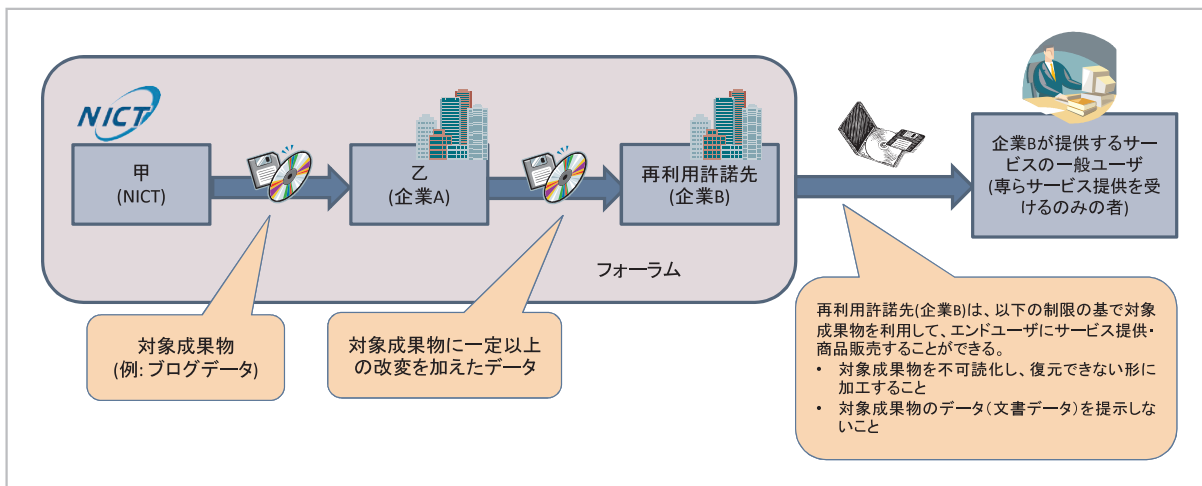 NICT
甲
(NICT)
乙
(企業A)
再利用許諾先
(企業B)
企業Bが提供するサー
ビスの一般ユーザ
(専らサービス提供を受
けるのみの者)
フォーラム
対象成果物
(例: ブログデータ)
対象成果物に一定以上
の改変を加えたデータ
再利用許諾先(企業B)は、以下の制限の基で対象
成果物を利用して、エンドユーザにサービス提供・
商品販売することができる。
• 対象成果物を不可読化し、復元できない形に
加工すること
• 対象成果物のデータ(文書データ)を提示しな
いこと